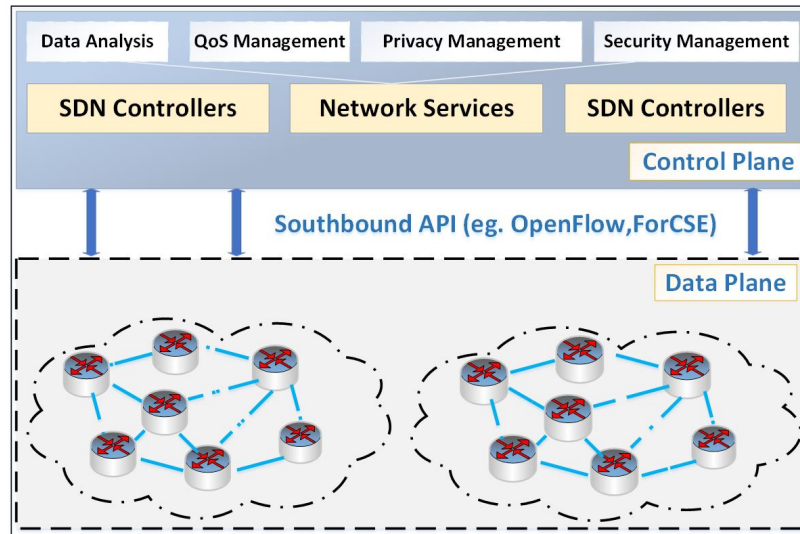 Data Analysis
QoS Management
Privacy Management
Security Management
SDN Controllers
Network Services
SDN Controllers
Control Plane
Southbound API (eg. OpenFlow,ForCSE)
Data Plane